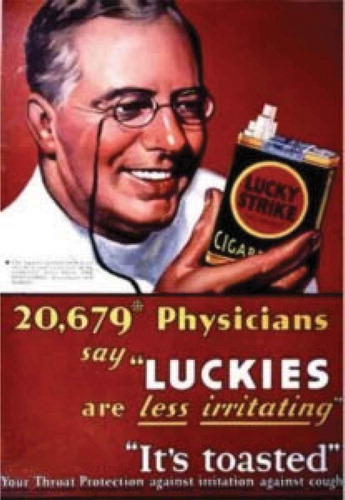 LUCKY
STRIKE
CIGAR
20,679* Physicians
say "LUCKIES
are less irritating"
"It's toasted"
Your Throat Protection against irritation against cough